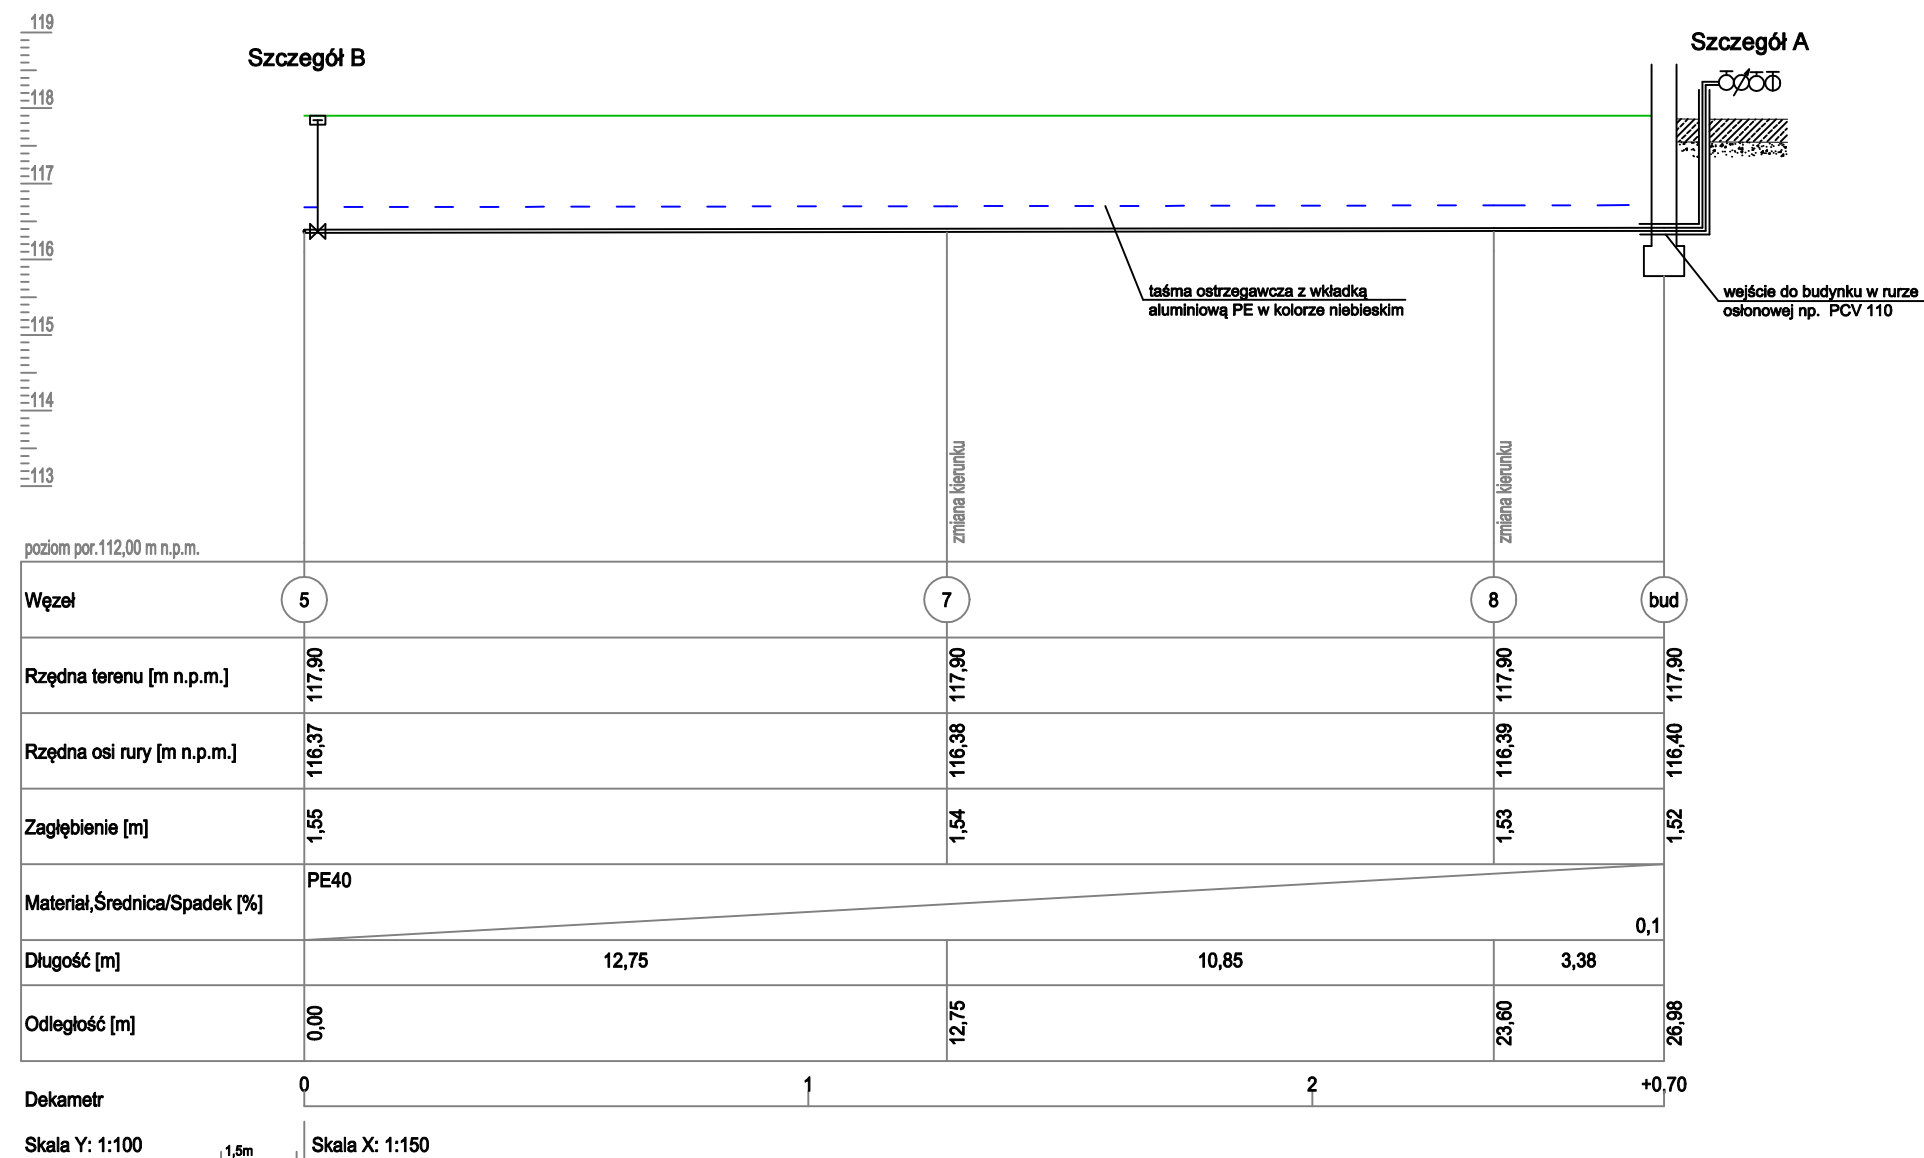 119
Szczegół B
Szczegół A
118
117
116
115
114
113
taśma ostrzegawcza z wkładką
aluminiową PE w kolorze niebieskim
wejście do budynku w rurze
osłonowej np. PCV 110
zmiana kierunku
zmiana kierunku
poziom por.112,00 m n.p.m.
Węzeł 5 7 8 bud
Rzędna terenu [m n.p.m.] 117,90 117,90 117,90 117,90
Rzędna osi rury [m n.p.m.] 116,37 116,38 116,39 116,40
Zagłębienie [m] 1,55 1,54 1,53 1,52
PE40
Materiał,Średnica/Spadek [%]
0,1
Długość [m] 12,75 10,85 3,38
Odległość [m] 0,00 12,75 23,60 26,98
0 1 2 +0,70
Dekametr
Skala Y: 1:100 1,5m Skala X: 1:150